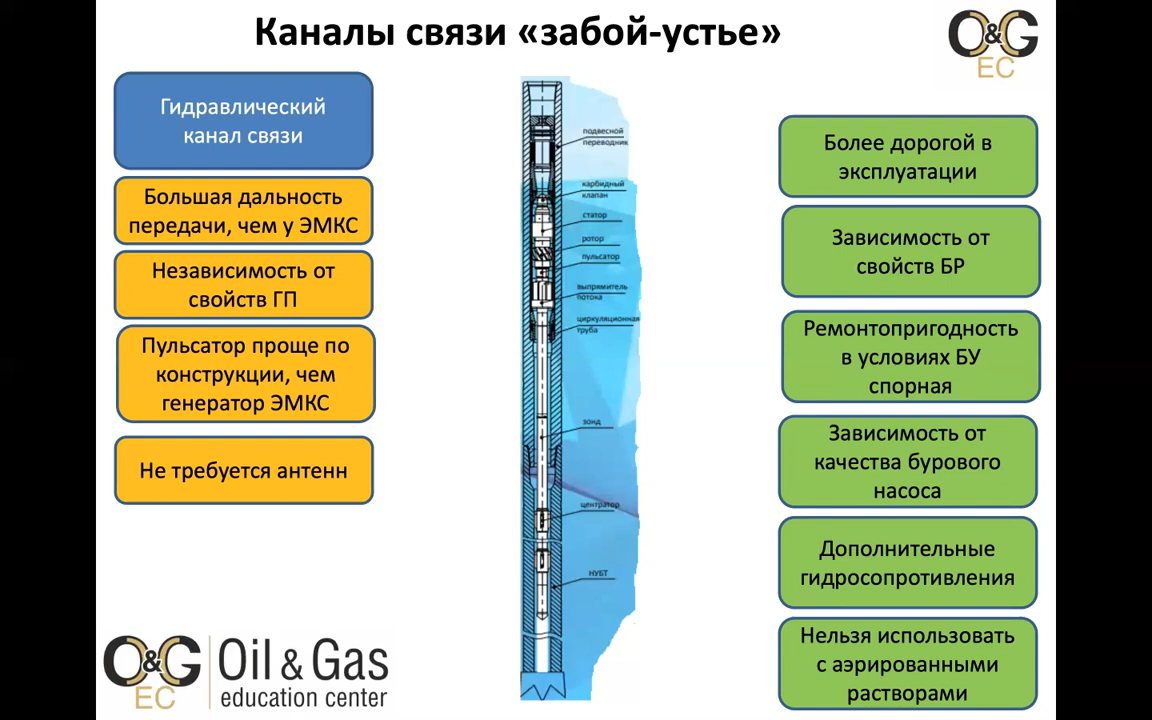 Каналы связи «забой-устье»
O&G
EC
Гидравлический
канал связи
Большая дальность
передачи, чем у ЭМКС
Независимость от
свойств ГП
Пульсатор проще по
конструкции, чем
генератор ЭМКС
Не требуется антенн
подвесной
переводник
карбидный
клапан
статор
ротор
пульсатор
выпрямитель
потока
циркуляционная
труба
зонд
центратор
НУБТ
Более дорогой в
эксплуатации
Зависимость от
свойств БР
Ремонтопригодность
в условиях БУ
спорная
Зависимость от
качества бурового
насоса
Дополнительные
гидросопротивления
Нельзя использовать
с аэрированными
растворами
O&G
EC
Oil & Gas
education center